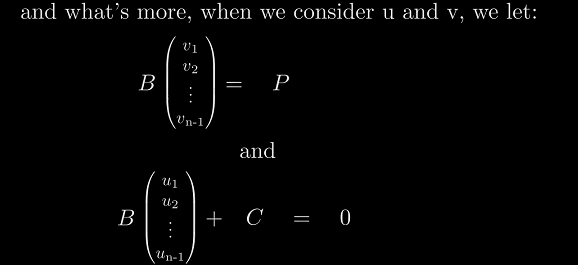 and what's more, when we consider u and v, we let:
B (v₁ v₂ ⋮ vₙ₋₁) = P
and
B (u₁ u₂ ⋮ uₙ₋₁) + C = 0